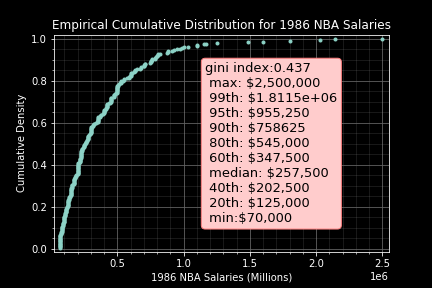 Empirical Cumulative Distribution for 1986 NBA Salaries
1.0
0.8
0.6
0.4
0.2
0.0
Cumulative Density
gini index:0.437
max: $2,500,000
99th: $1.8115e+06
95th: $955,250
90th: $758625
80th: $545,000
60th: $347,500
median: $257,500
40th: $202,500
20th: $125,000
min:$70,000
0.5 1.0 1.5 2.0 2.5
1e6
1986 NBA Salaries (Millions)